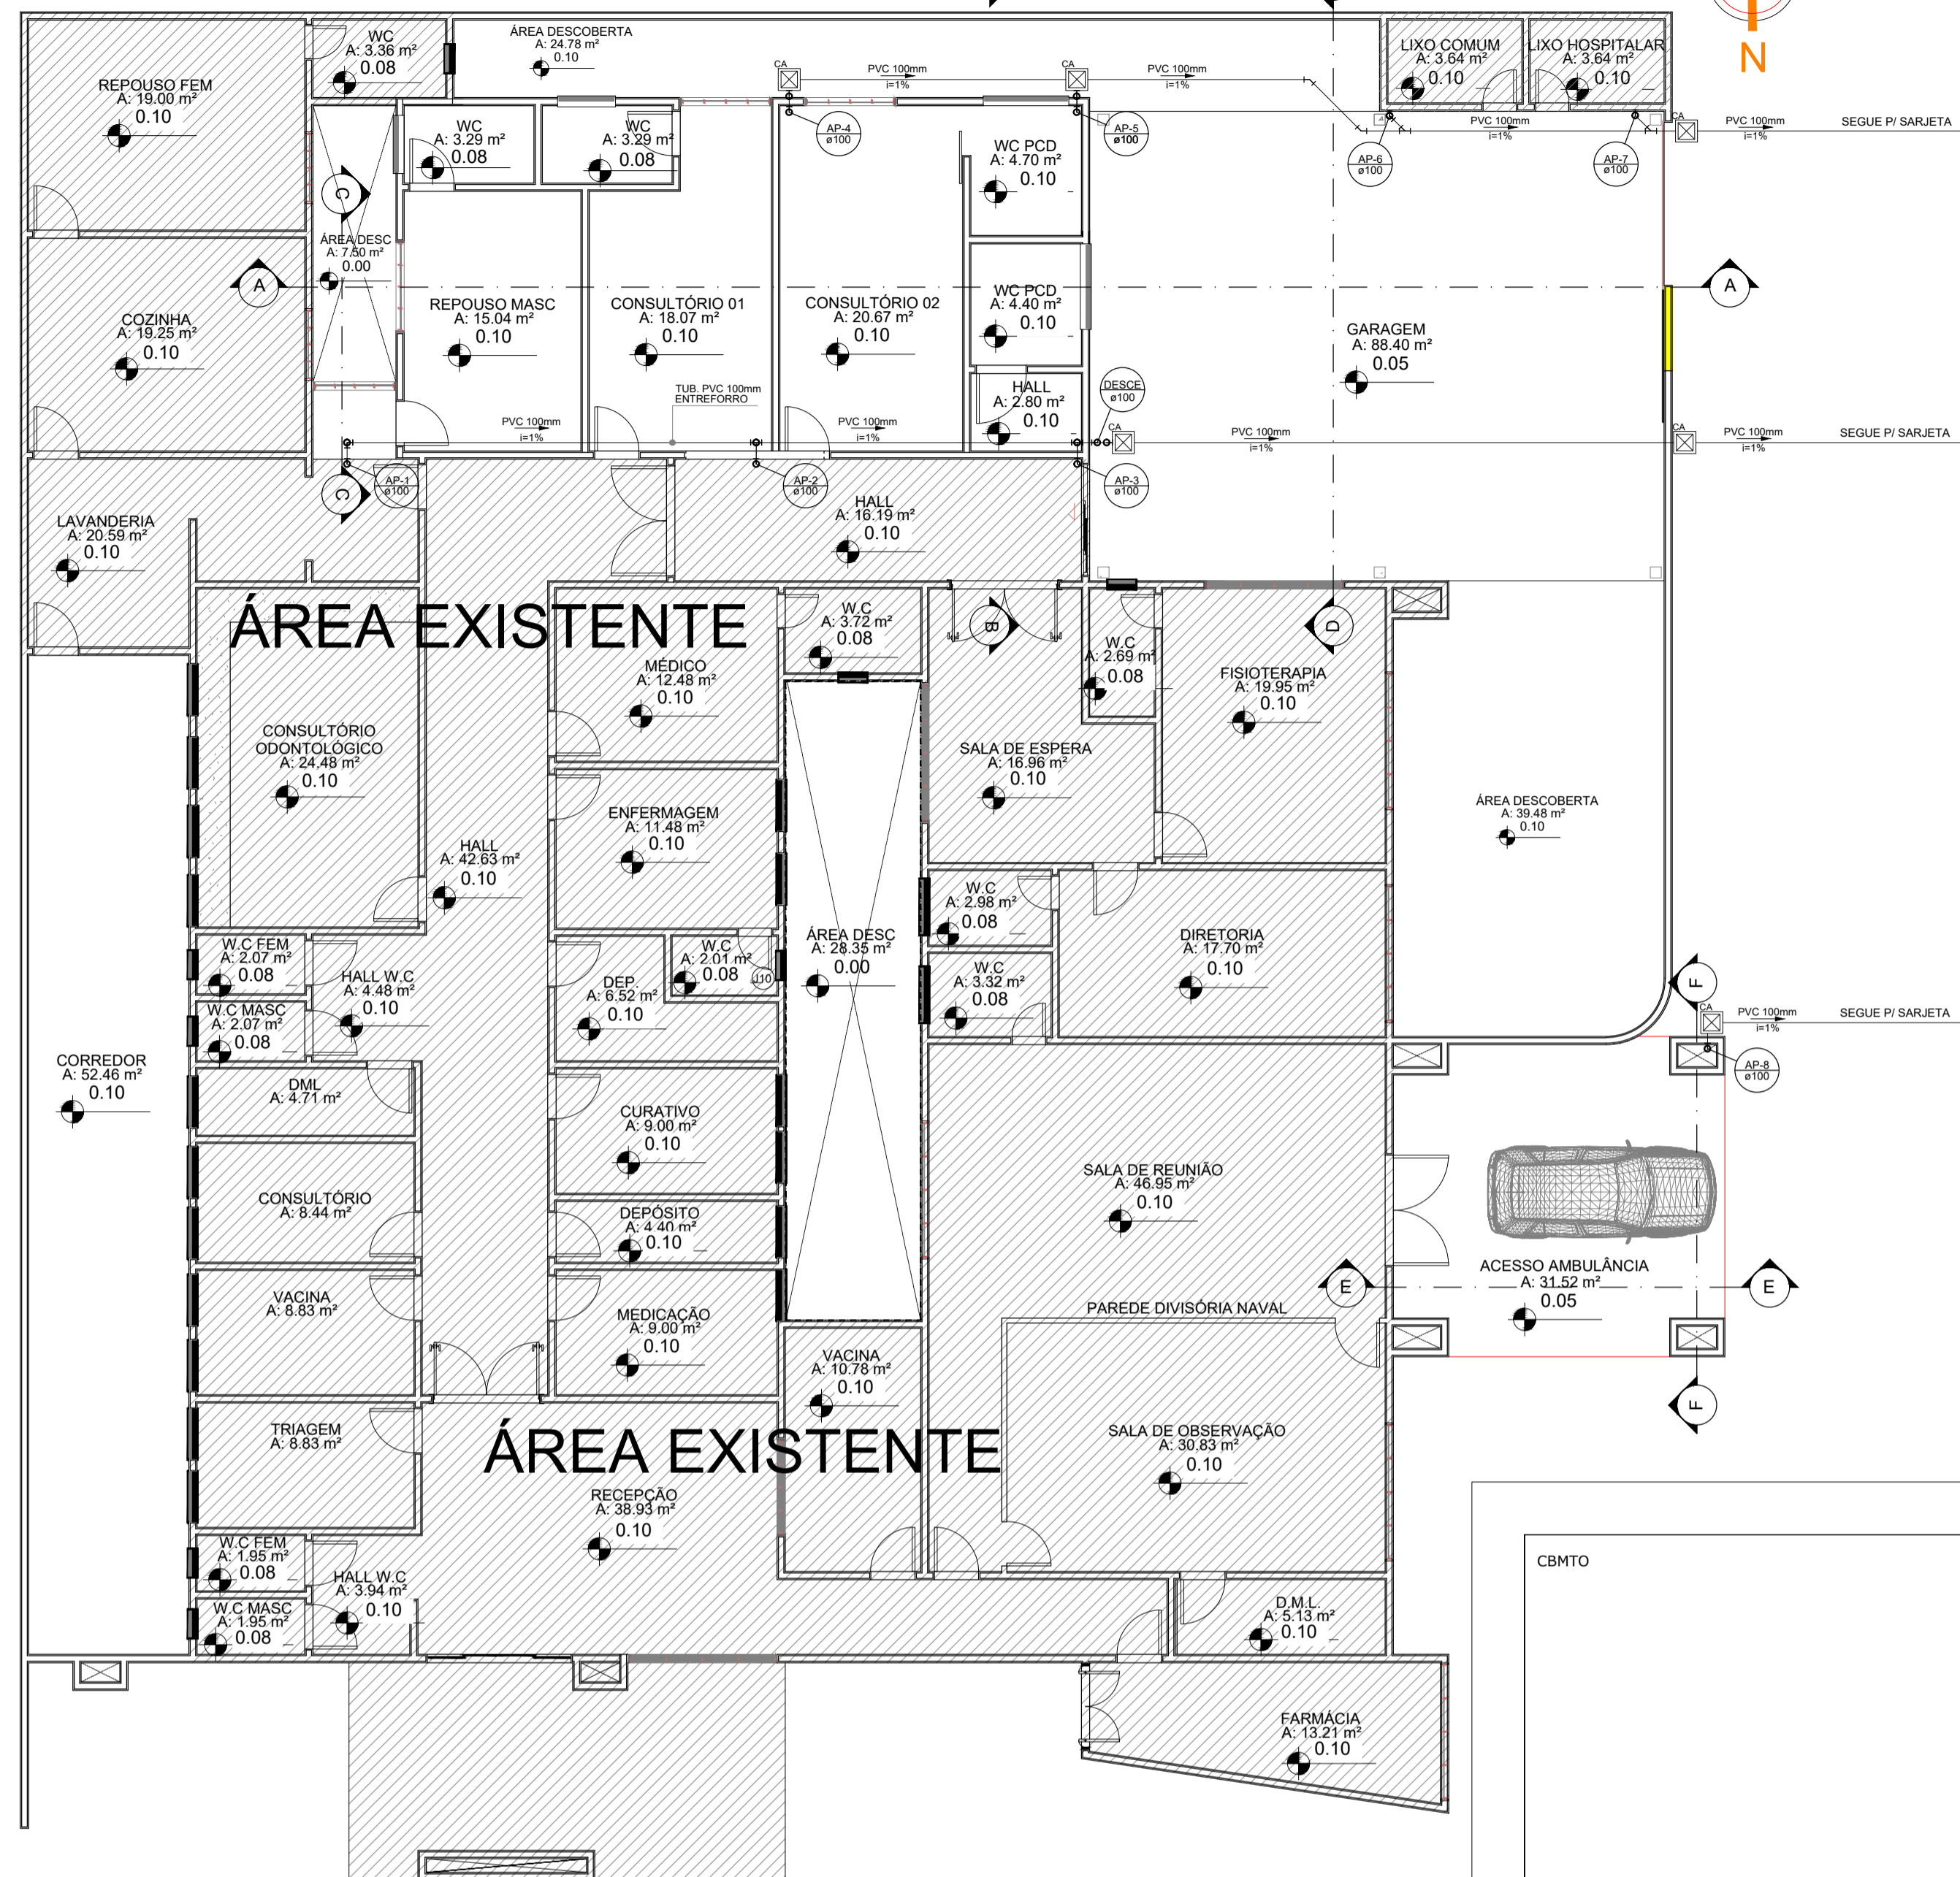 N
WC
A: 3.36 m²
0.08
ÁREA DESCOBERTA
A: 24.78 m²
0.10
CA
PVC 100mm
i=1%
CA
PVC 100mm
i=1%
LIXO COMUM
A: 3.64 m²
0.10
LIXO HOSPITALAR
A: 3.64 m²
0.10
REPOUSO FEM
A: 19.00 m²
0.10
WC
A: 3.29 m²
0.08
WC
A: 3.29 m²
0.08
AP-4
ø100
WC PCD
A: 4.70 m²
0.10
AP-5
ø100
AP-6
ø100
PVC 100mm
i=1%
AP-7
ø100
CA
PVC 100mm
i=1%
SEGUE P/ SARJETA
C
ÁREA DESC
A: 7.50 m²
0.00
A
COZINHA
A: 19.25 m²
0.10
REPOUSO MASC
A: 15.04 m²
0.10
CONSULTÓRIO 01
A: 18.07 m²
0.10
CONSULTÓRIO 02
A: 20.67 m²
0.10
WC PCD
A: 4.40 m²
0.10
GARAGEM
A: 88.40 m²
0.05
A
TUB. PVC 100mm
ENTREFORRO
HALL
A: 2.80 m²
0.10
DESCE
ø100
PVC 100mm
i=1%
PVC 100mm
i=1%
CA
PVC 100mm
i=1%
CA
PVC 100mm
i=1%
SEGUE P/ SARJETA
C
AP-1
ø100
AP-2
ø100
AP-3
ø100
HALL
A: 16.19 m²
0.10
LAVANDERIA
A: 20.59 m²
0.10
ÁREA EXISTENTE
W.C
A: 3.72 m²
0.08
B
D
W.C
A: 2.69 m²
0.08
MÉDICO
A: 12.48 m²
0.10
FISIOTERAPIA
A: 19.95 m²
0.10
CONSULTÓRIO
ODONTOLÓGICO
A: 24.48 m²
0.10
SALA DE ESPERA
A: 16.96 m²
0.10
ENFERMAGEM
A: 11.48 m²
0.10
ÁREA DESCOBERTA
A: 39.48 m²
0.10
HALL
A: 42.63 m²
0.10
W.C
A: 2.98 m²
0.08
W.C FEM
A: 2.07 m²
0.08
HALL W.C
A: 4.48 m²
0.10
W.C
A: 2.01 m²
0.08
J10
ÁREA DESC
A: 28.35 m²
0.00
DIRETORIA
A: 17.70 m²
0.10
DEP.
A: 6.52 m²
0.10
W.C
A: 3.32 m²
0.08
F
W.C MASC
A: 2.07 m²
0.08
CA
PVC 100mm
i=1%
SEGUE P/ SARJETA
AP-8
ø100
CORREDOR
A: 52.46 m²
0.10
DML
A: 4.71 m²
CURATIVO
A: 9.00 m²
0.10
CONSULTÓRIO
A: 8.44 m²
SALA DE REUNIÃO
A: 46.95 m²
0.10
DEPÓSITO
A: 4.40 m²
0.10
ACESSO AMBULÂNCIA
A: 31.52 m²
0.05
E
E
VACINA
A: 8.83 m²
MEDICAÇÃO
A: 9.00 m²
0.10
PAREDE DIVISÓRIA NAVAL
VACINA
A: 10.78 m²
0.10
F
TRIAGEM
A: 8.83 m²
ÁREA EXISTENTE
SALA DE OBSERVAÇÃO
A: 30.83 m²
0.10
RECEPÇÃO
A: 38.93 m²
0.10
W.C FEM
A: 1.95 m²
0.08
HALL W.C
A: 3.94 m²
0.10
W.C MASC
A: 1.95 m²
0.08
D.M.L.
A: 5.13 m²
0.10
CBMTO
FARMÁCIA
A: 13.21 m²
0.10